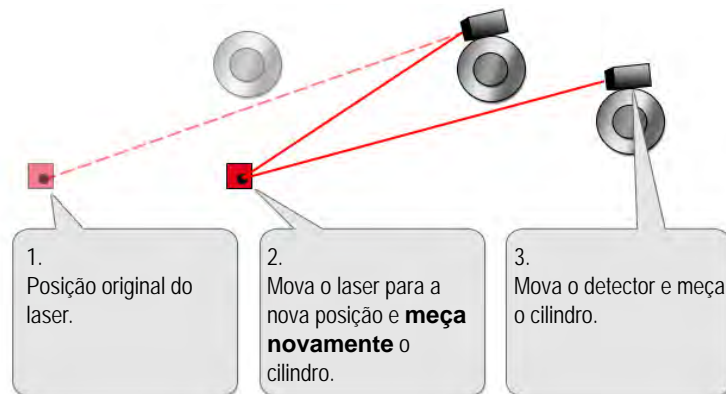 1.
Posição original do
laser.
2.
Mova o laser para a
nova posição e meça
novamente o
cilindro.
3.
Mova o detector e meça
o cilindro.